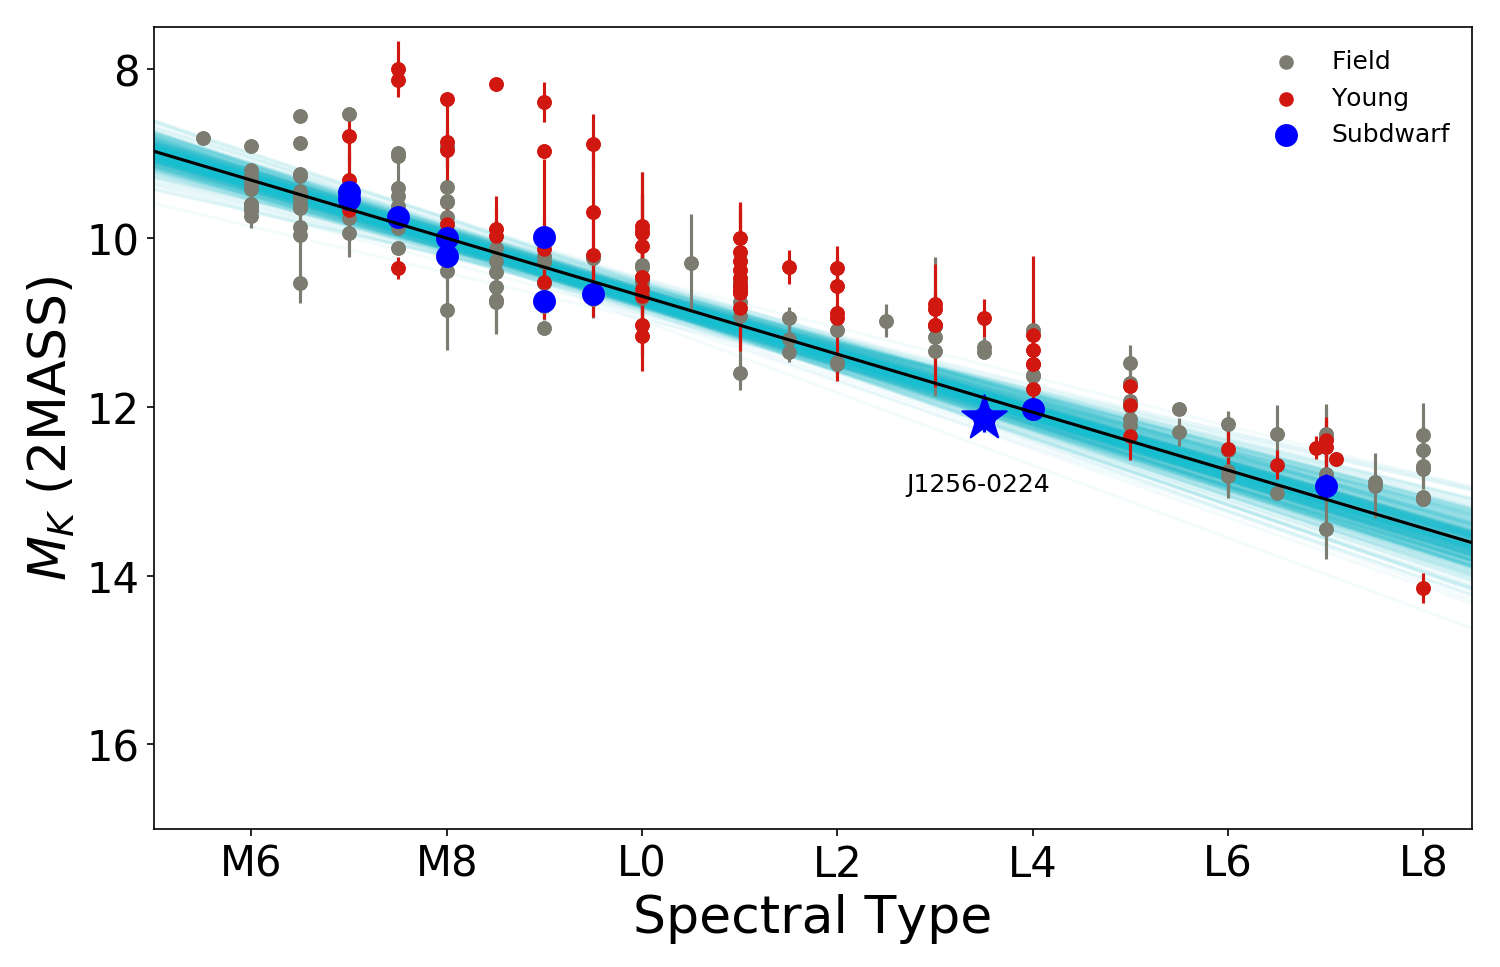 8
10
12
14
16
M_K (2MASS)
Field
Young
Subdwarf
J1256-0224
M6 M8 L0 L2 L4 L6 L8
Spectral Type